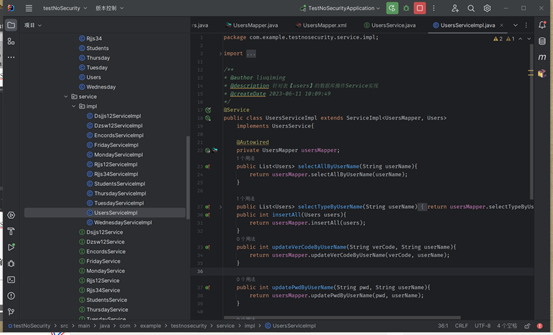 testNoSecurity
版本控制
TestNoSecurityApplication
项目
rs.java
UsersMapper.java
UsersMapper.xml
UsersService.java
UsersServiceImpl.java
Rjjs34
Students
Thursday
Tuesday
Users
Wednesday
service
impl
Dsjjs12ServiceImpl
Dzsw12ServiceImpl
EncordsServiceImpl
FridayServiceImpl
MondayServiceImpl
Rjjs12ServiceImpl
Rjjs34ServiceImpl
StudentsServiceImpl
ThursdayServiceImpl
TuesdayServiceImpl
UsersServiceImpl
WednesdayServiceImpl
Dsjjs12Service
Dzsw12Service
EncordsService
FridayService
MondayService
Rjjs12Service
Rjjs34Service
StudentsService
ThursdayService
TuesdayService
package com.example.testnosecurity.service.impl;
import ...
/**
* @author liuqiming
* @description 针对表【users】的数据库操作Service实现
* @createDate 2023-06-11 10:09:49
*/
@Service
public class UsersServiceImpl extends ServiceImpl<UsersMapper, Users>
implements UsersService{
@Autowired
private UsersMapper usersMapper;
1 个用法
public List<Users> selectAllByUserName(String userName){
return usersMapper.selectAllByUserName(userName);
}
1 个用法
public List<Users> selectTypeByUserName(String userName) { return usersMapper.selectTypeByUs
public int insertAll(Users users){
return usersMapper.insertAll(users);
}
0 个用法
public int updateVerCodeByUserName(String verCode, String userName){
return usersMapper.updateVerCodeByUserName(verCode, userName);
}
0 个用法
public int updatePwdByUserName(String pwd, String userName){
return usersMapper.updatePwdByUserName(pwd, userName);
}
testNoSecurity > src > main > java > com > example > testnosecurity > service > impl > UsersServiceImpl
36:1 CRLF UTF-8 4 个空格